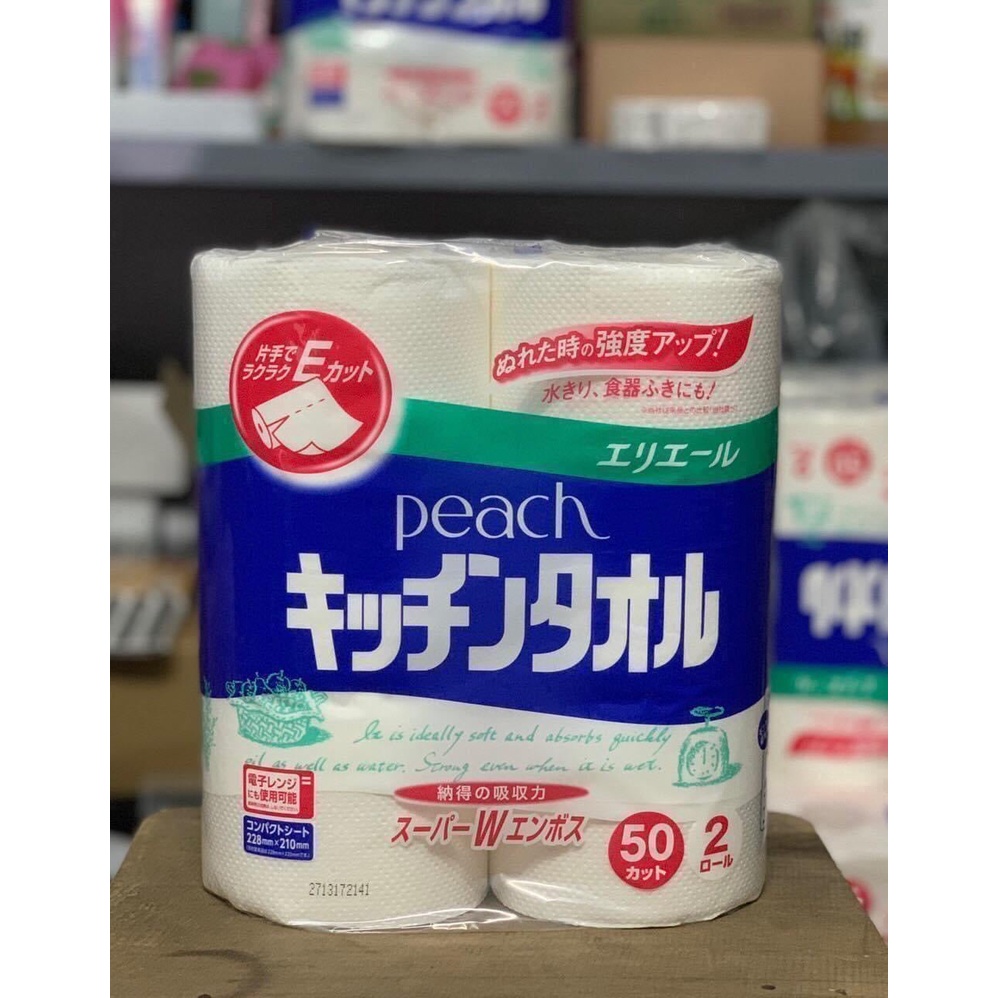 片手で
ラクラクEカット
ぬれた時の強度アップ!
水きり、食器ふきにも!
エリエール
peach
キッチンタオル
It is ideally soft and absorbs quickly
oil as well as water. Strong even when it is wet.
電子レンジ
にも使用可能
納得の吸収力
スーパーWエンボス
コンパクトシート
228mm×210mm
50
カット
2
ロール
2713172141